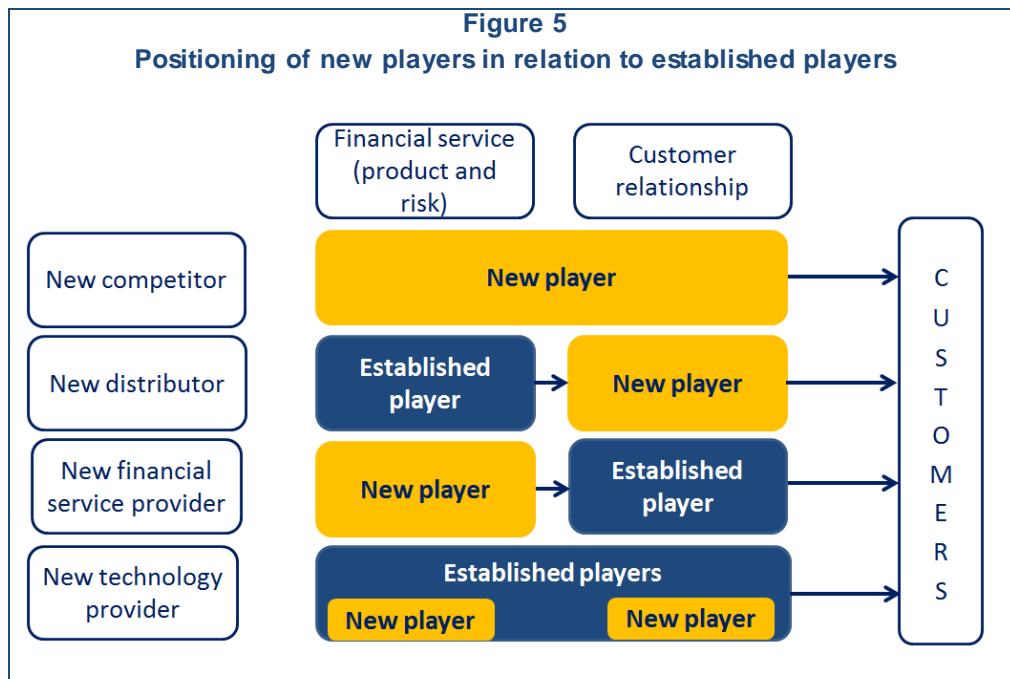 Figure 5
Positioning of new players in relation to established players
Financial service
(product and
risk)
Customer
relationship
New competitor
New player
New distributor
Established
player
New player
New financial
service provider
New player
Established
player
New technology
provider
Established players
New player
New player
C
U
S
T
O
M
E
R
S